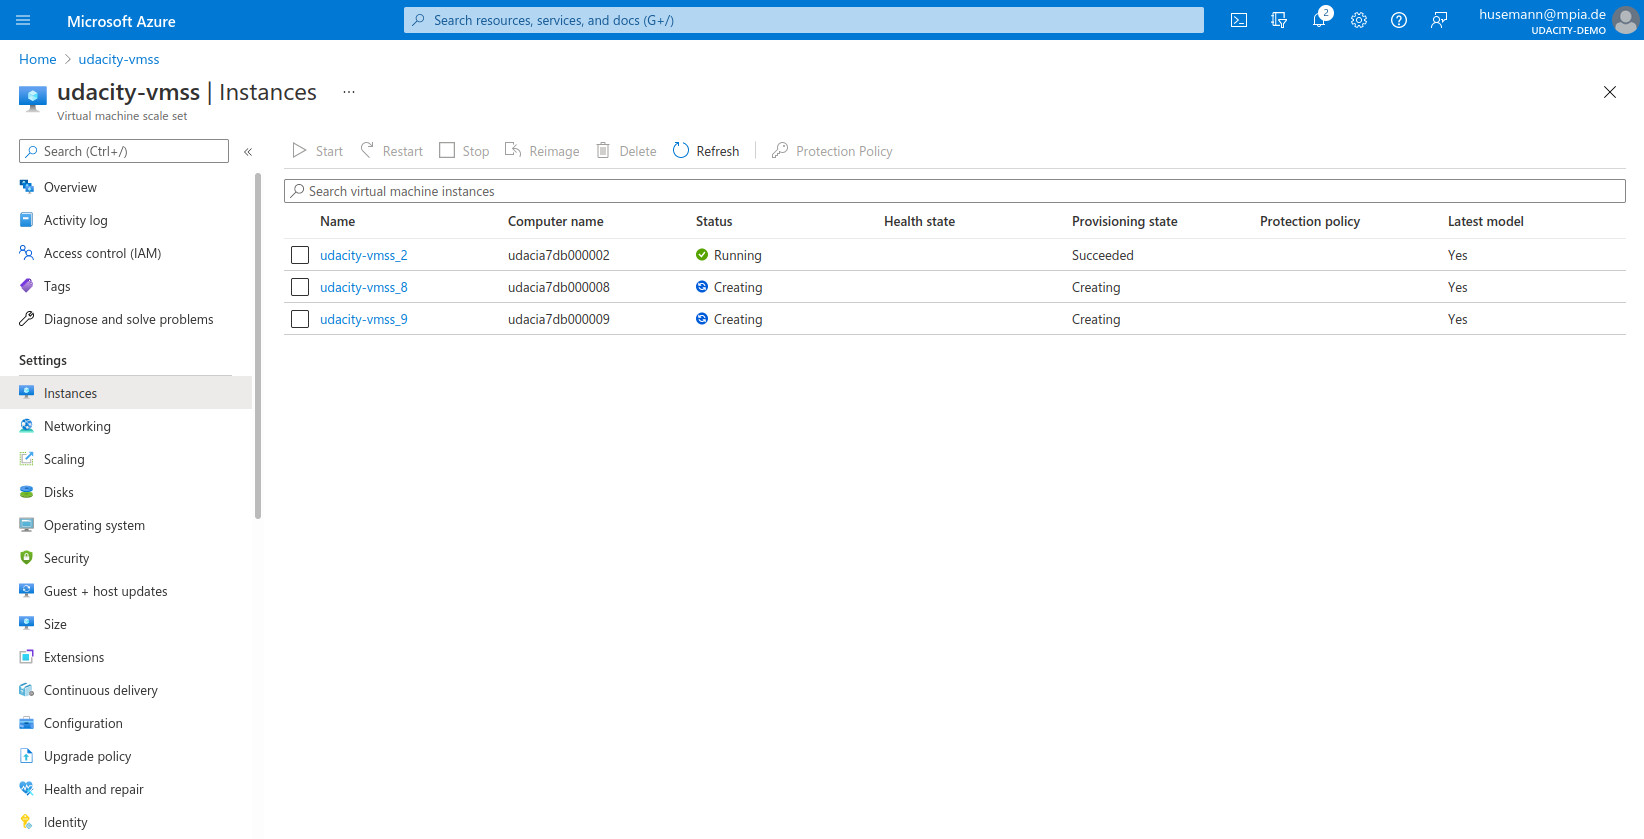 Microsoft Azure
Search resources, services, and docs (G+/)
2
husemann@mpia.de
UDACITY-DEMO
Home > udacity-vmss
udacity-vmss | Instances ...
Virtual machine scale set
Search (Ctrl+/) «
Overview
Activity log
Access control (IAM)
Tags
Diagnose and solve problems
Settings
Instances
Networking
Scaling
Disks
Operating system
Security
Guest + host updates
Size
Extensions
Continuous delivery
Configuration
Upgrade policy
Health and repair
Identity
Start Restart Stop Reimage Delete Refresh Protection Policy
Search virtual machine instances
Name Computer name Status Health state Provisioning state Protection policy Latest model
udacity-vmss_2 udacia7db000002 Running Succeeded Yes
udacity-vmss_8 udacia7db000008 Creating Creating Yes
udacity-vmss_9 udacia7db000009 Creating Creating Yes